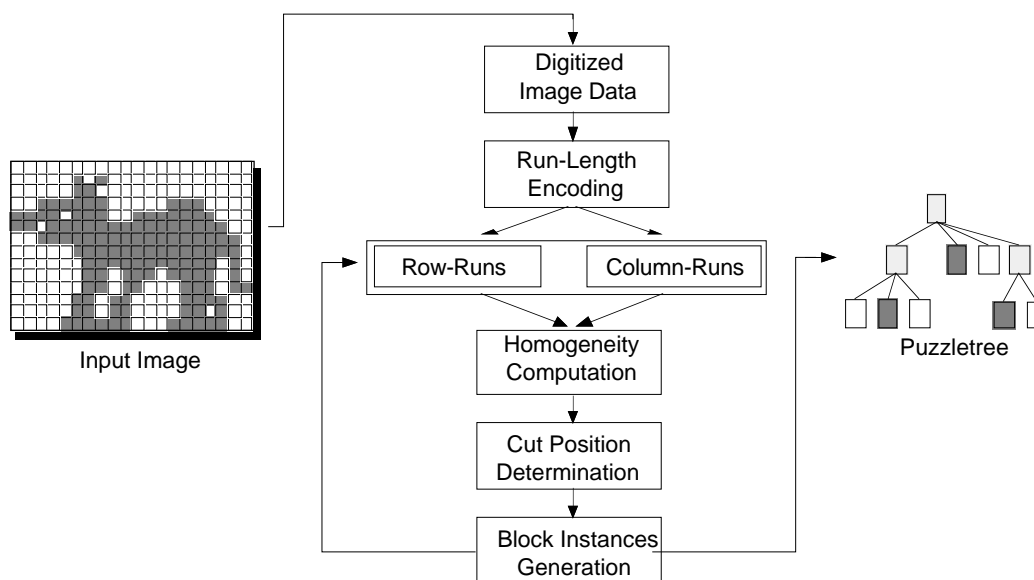 Digitized
Image Data
Run-Length
Encoding
Row-Runs
Column-Runs
Input Image
Homogeneity
Computation
Puzzletree
Cut Position
Determination
Block Instances
Generation